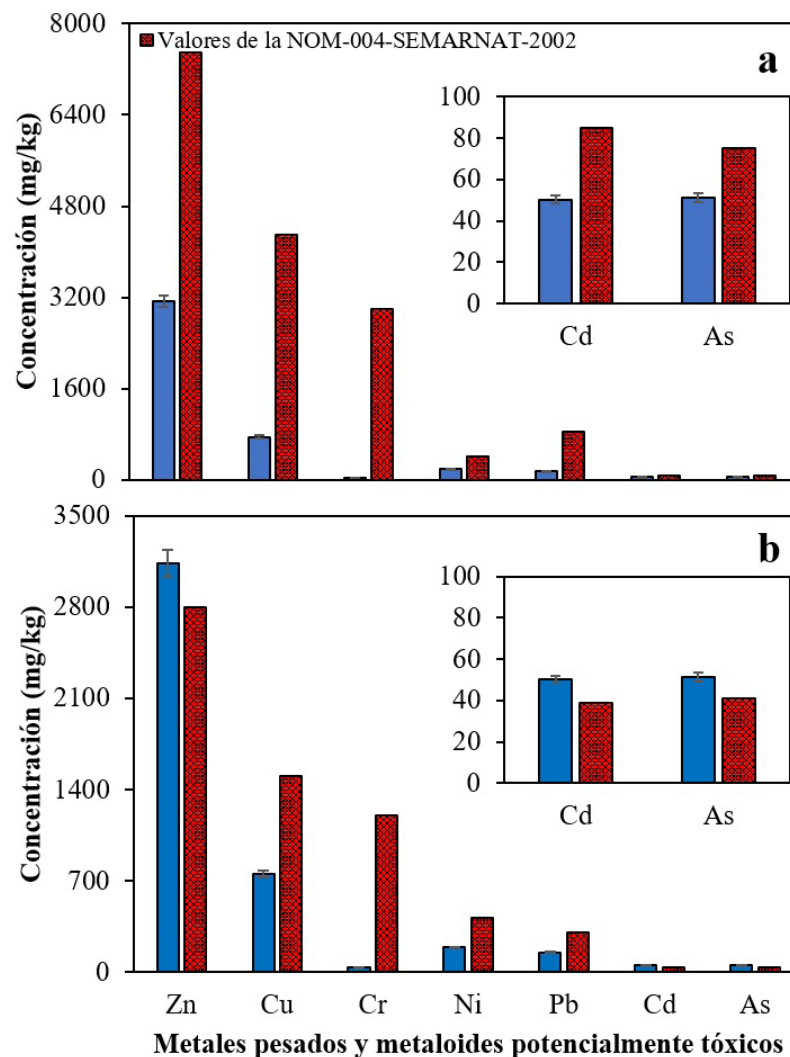 8000
Valores de la NOM-004-SEMARNAT-2002
a
6400
4800
3200
1600
0
Concentración (mg/kg)
100
80
60
40
20
0
Cd As
3500
b
2800
2100
1400
700
0
Concentración (mg/kg)
100
80
60
40
20
0
Cd As
Zn Cu Cr Ni Pb Cd As
Metales pesados y metaloides potencialmente tóxicos